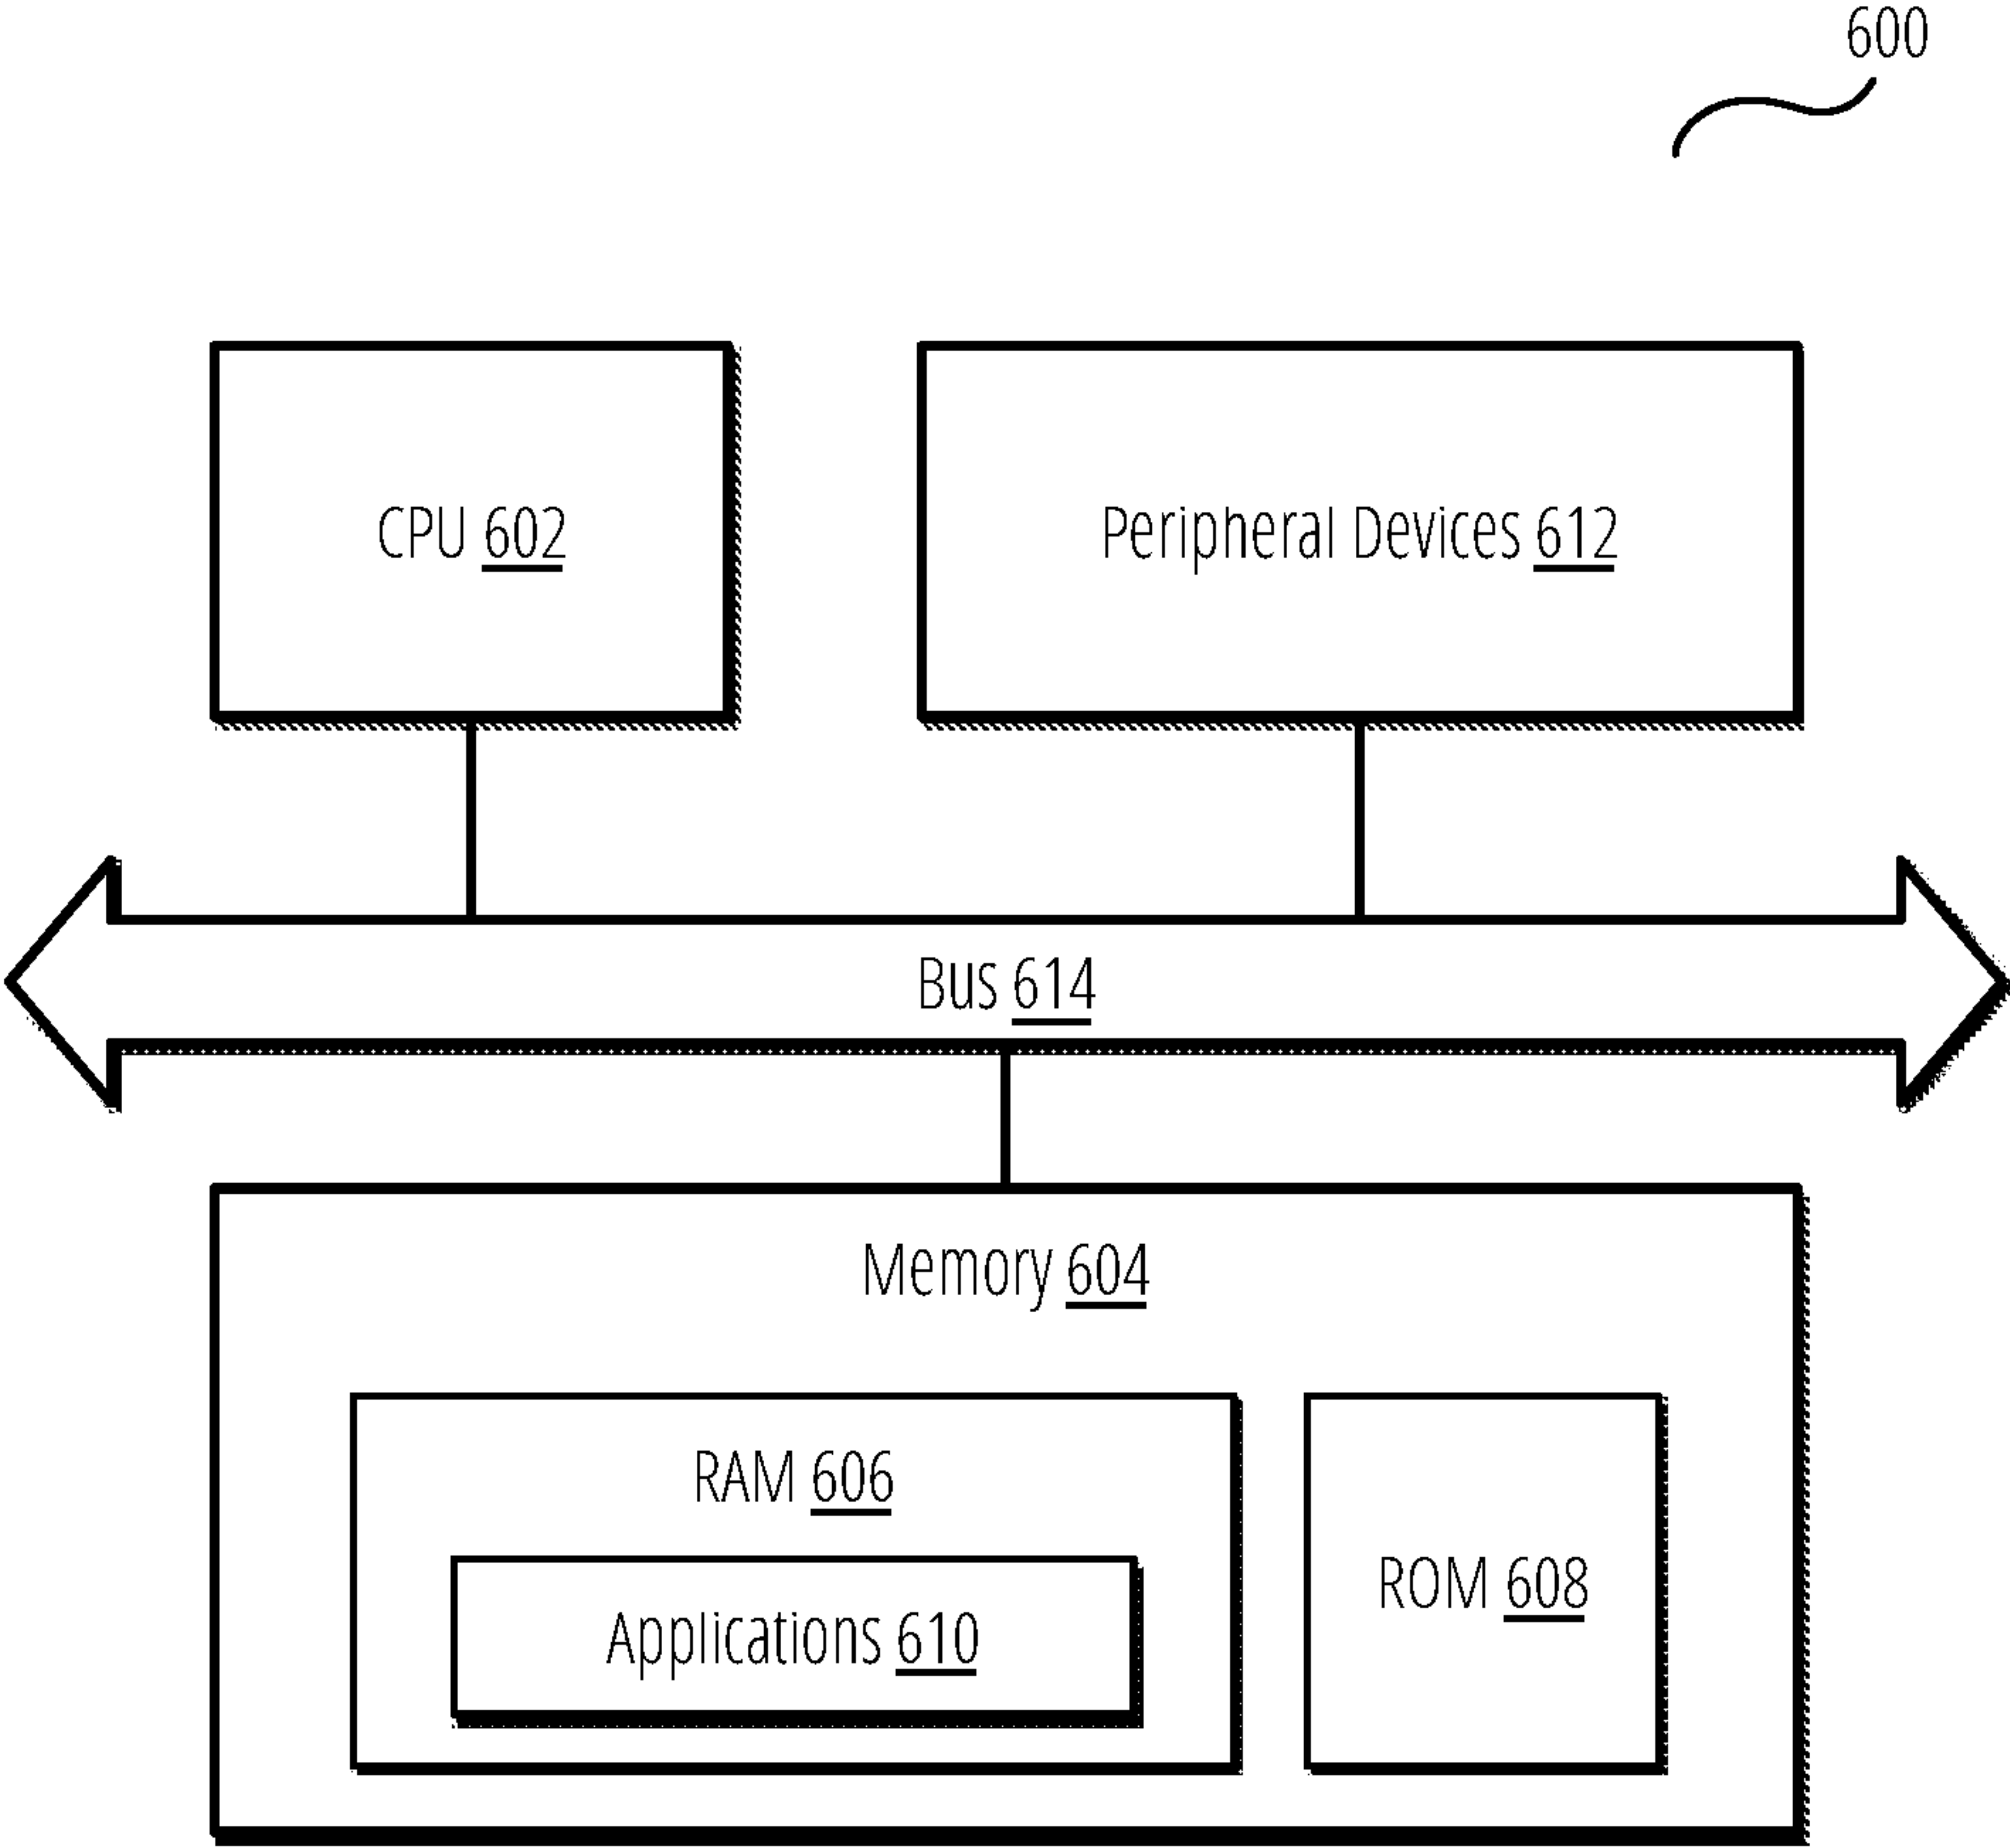 600
CPU 602
Peripheral Devices 612
Bus 614
Memory 604
RAM 606
ROM 608
Applications 610